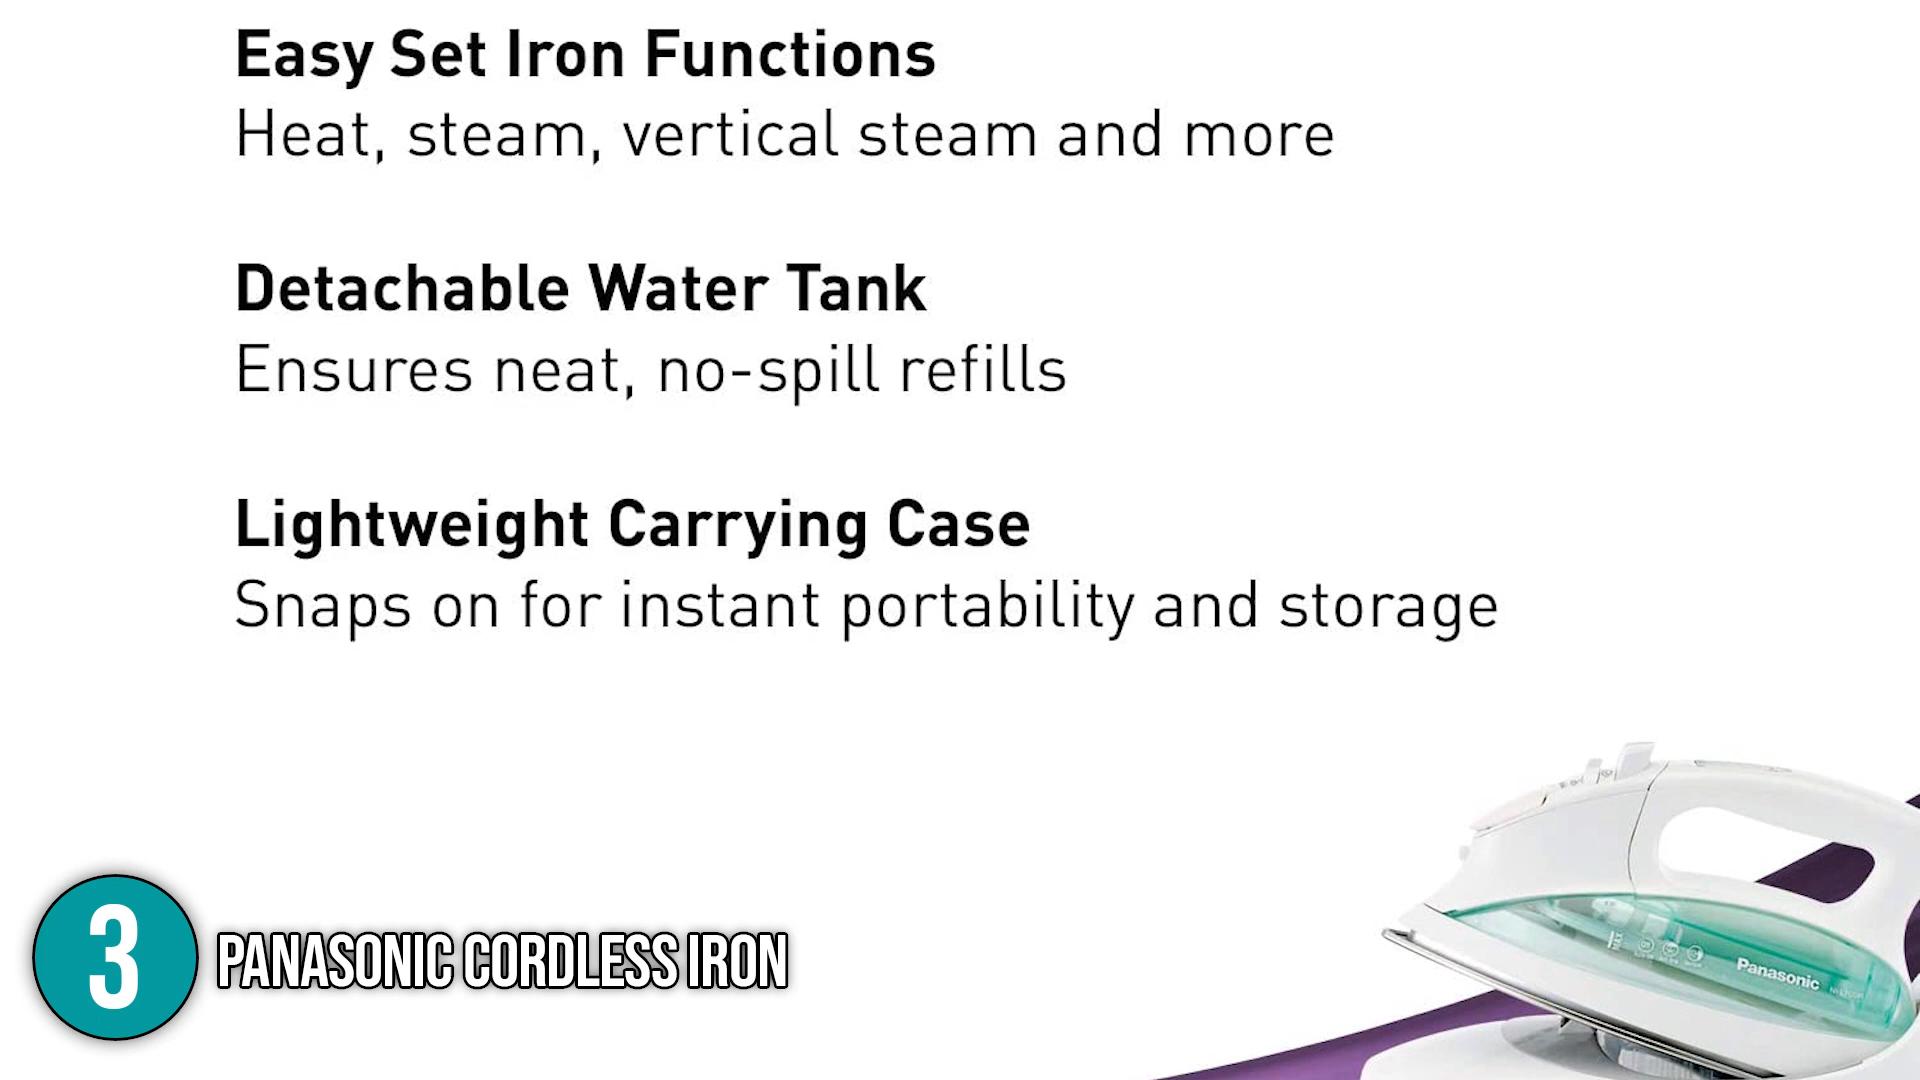 Easy Set Iron Functions
Heat, steam, vertical steam and more
Detachable Water Tank
Ensures neat, no-spill refills
Lightweight Carrying Case
Snaps on for instant portability and storage
3
PANASONIC CORDLESS IRON
MAX
Panasonic